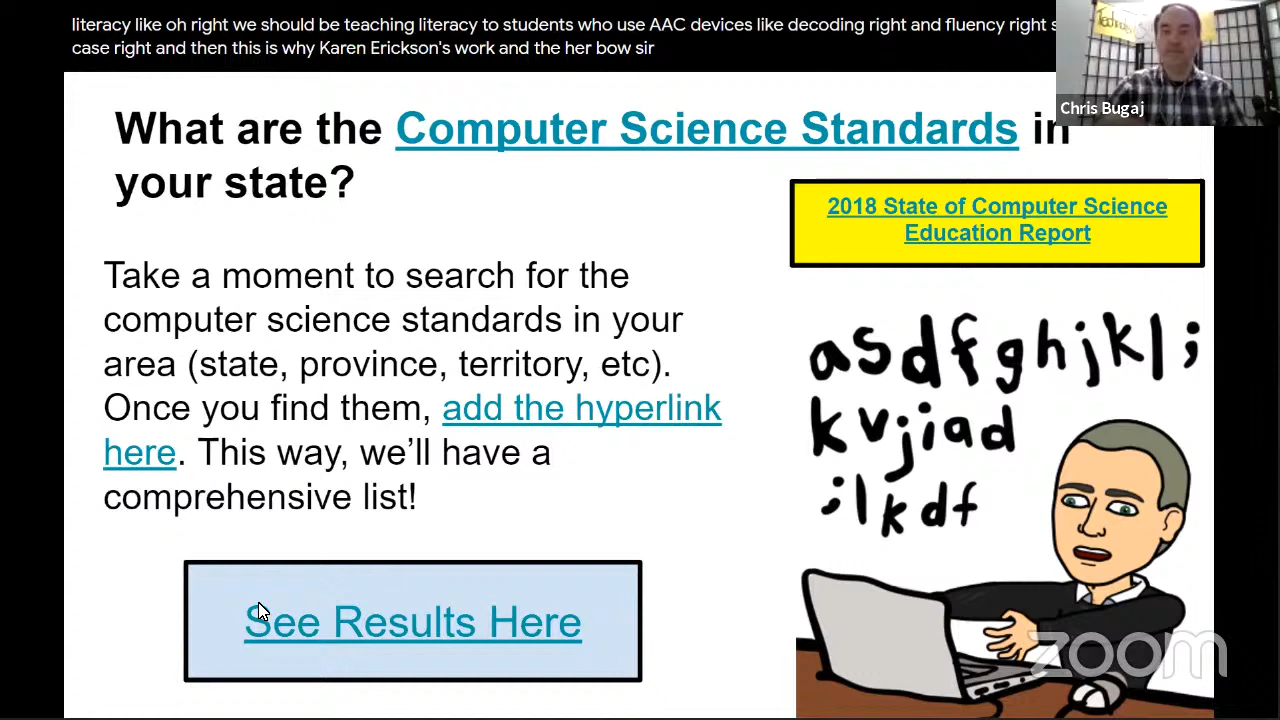 literacy like oh right we should be teaching literacy to students who use AAC devices like decoding right and fluency right s
case right and then this is why Karen Erickson's work and the her bow sir
Chris Bugaj
What are the Computer Science Standards in
your state?
2018 State of Computer Science
Education Report
Take a moment to search for the
computer science standards in your
area (state, province, territory, etc).
Once you find them, add the hyperlink
here. This way, we’ll have a
comprehensive list!
asdfghjkl;
kvjiad
;lkdf
See Results Here
zoom